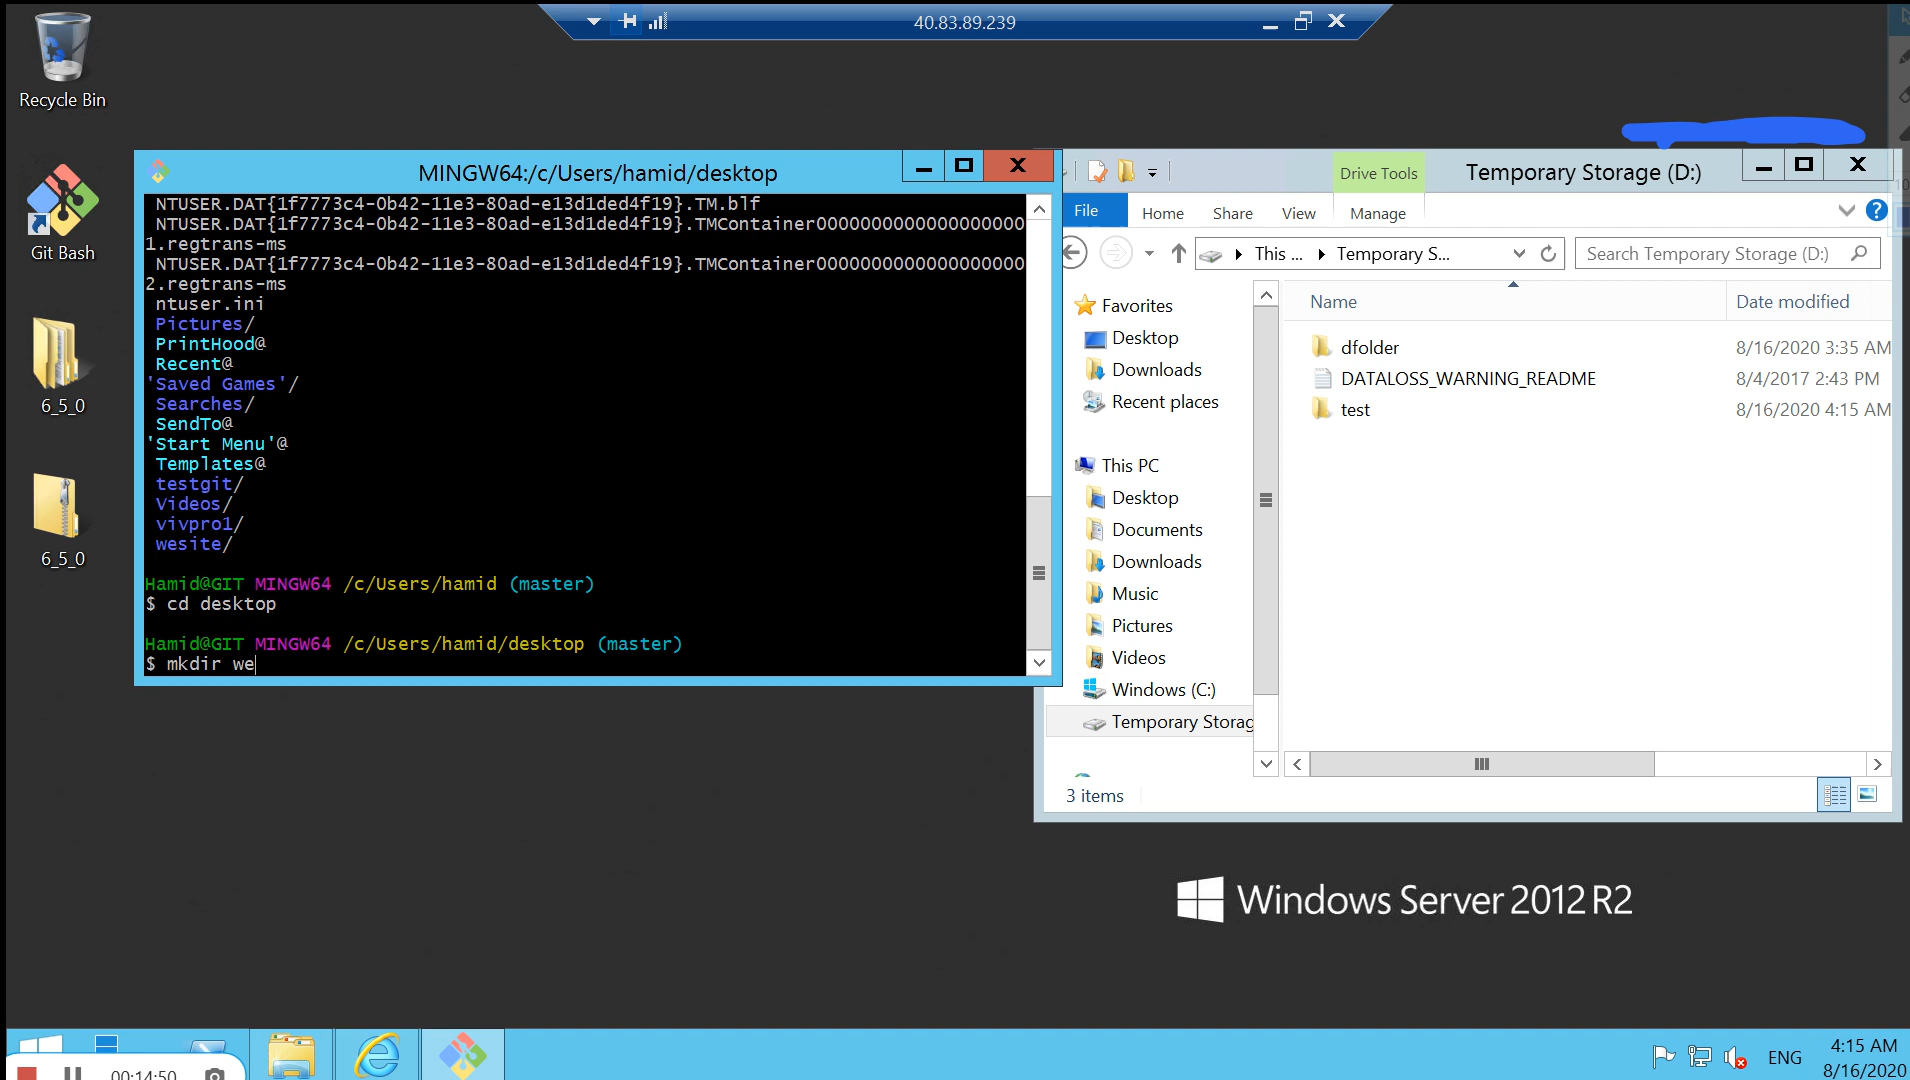 40.83.89.239
Recycle Bin
Git Bash
6_5_0
6_5_0
MINGW64:/c/Users/hamid/desktop
NTUSER.DAT{1f7773c4-0b42-11e3-80ad-e13d1ded4f19}.TM.blf
NTUSER.DAT{1f7773c4-0b42-11e3-80ad-e13d1ded4f19}.TMContainer0000000000000000000
1.regtrans-ms
NTUSER.DAT{1f7773c4-0b42-11e3-80ad-e13d1ded4f19}.TMContainer0000000000000000000
2.regtrans-ms
ntuser.ini
Pictures/
PrintHood@
Recent@
'Saved Games'/
Searches/
SendTo@
'Start Menu'@
Templates@
testgit/
Videos/
vivpro1/
wesite/
Hamid@GIT MINGW64 /c/Users/hamid (master)
$ cd desktop
Hamid@GIT MINGW64 /c/Users/hamid/desktop (master)
$ mkdir we
Drive Tools
Temporary Storage (D:)
File Home Share View Manage
This ... Temporary S...
Search Temporary Storage (D:)
Favorites
Desktop
Downloads
Recent places
This PC
Desktop
Documents
Downloads
Music
Pictures
Videos
Windows (C:)
Temporary Storag
Name Date modified
dfolder 8/16/2020 3:35 AM
DATALOSS_WARNING_README 8/4/2017 2:43 PM
test 8/16/2020 4:15 AM
3 items
Windows Server 2012 R2
00:14:50
ENG
4:15 AM
8/16/2020